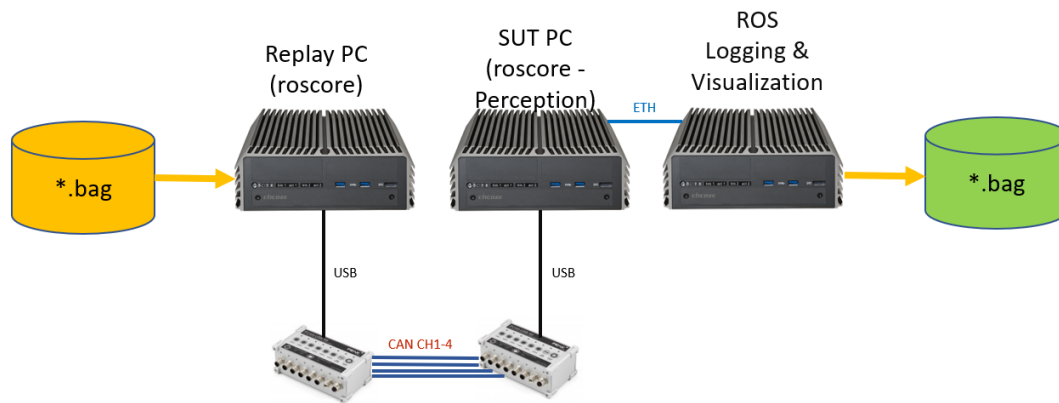 Replay PC
(roscore)
SUT PC
(roscore -
Perception)
ROS
Logging &
Visualization
ETH
*.bag
*.bag
USB
USB
CAN CH1-4